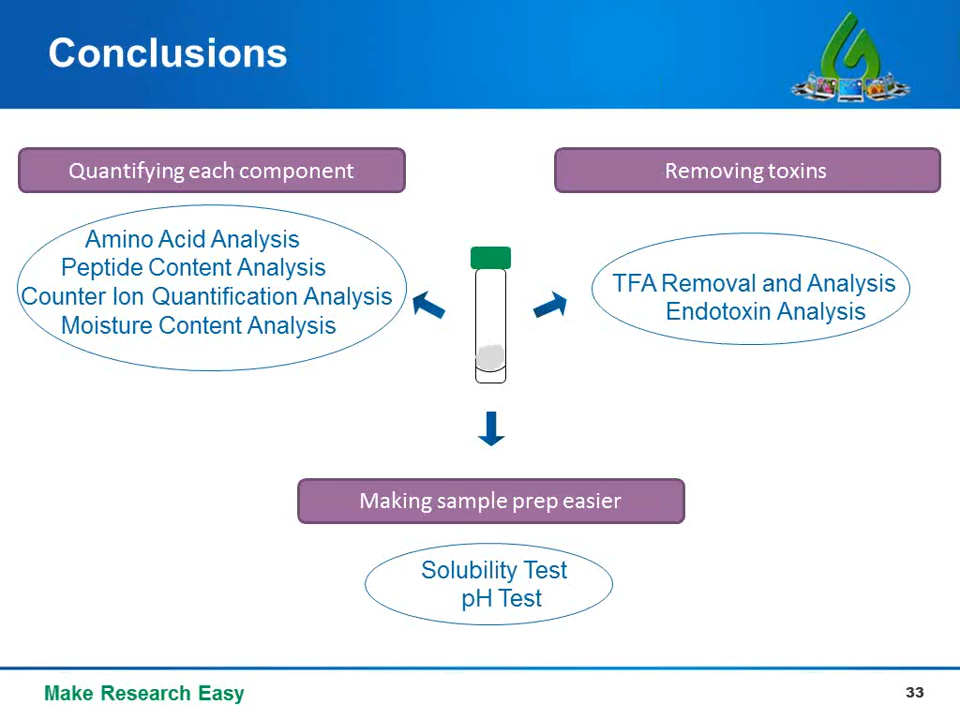 Conclusions
Quantifying each component
Removing toxins
Amino Acid Analysis
Peptide Content Analysis
Counter Ion Quantification Analysis
Moisture Content Analysis
TFA Removal and Analysis
Endotoxin Analysis
Making sample prep easier
Solubility Test
pH Test
Make Research Easy
33